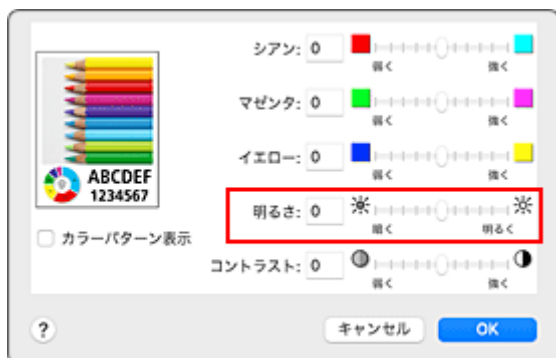 シアン: 0
弱く 強く
マゼンタ: 0
弱く 強く
イエロー: 0
弱く 強く
ABCDEF
1234567
明るさ: 0
暗く 明るく
カラーパターン表示
コントラスト: 0
弱く 強く
? キャンセル OK